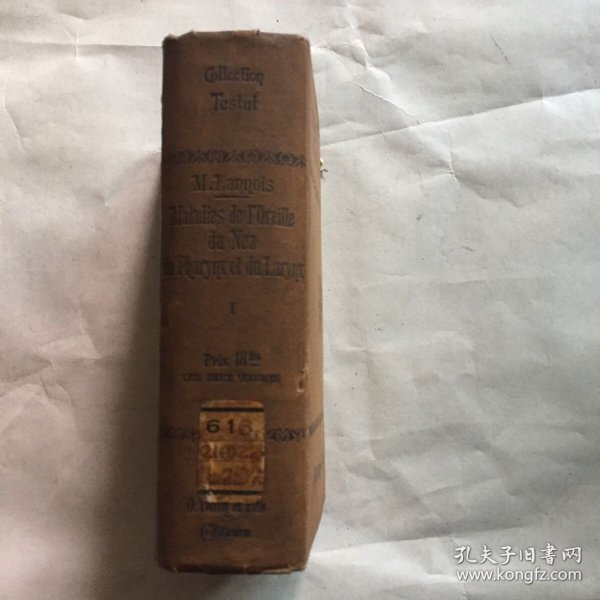 Collection
Testut
M. Lannois
Maladies de l'Oreille
du Nez
du Pharynx et du Larynx
I
Prix 18
LES DEUX VOLUMES
616
O. Doin & Fils
Editeurs
孔夫子旧书网
www.kongfz.com